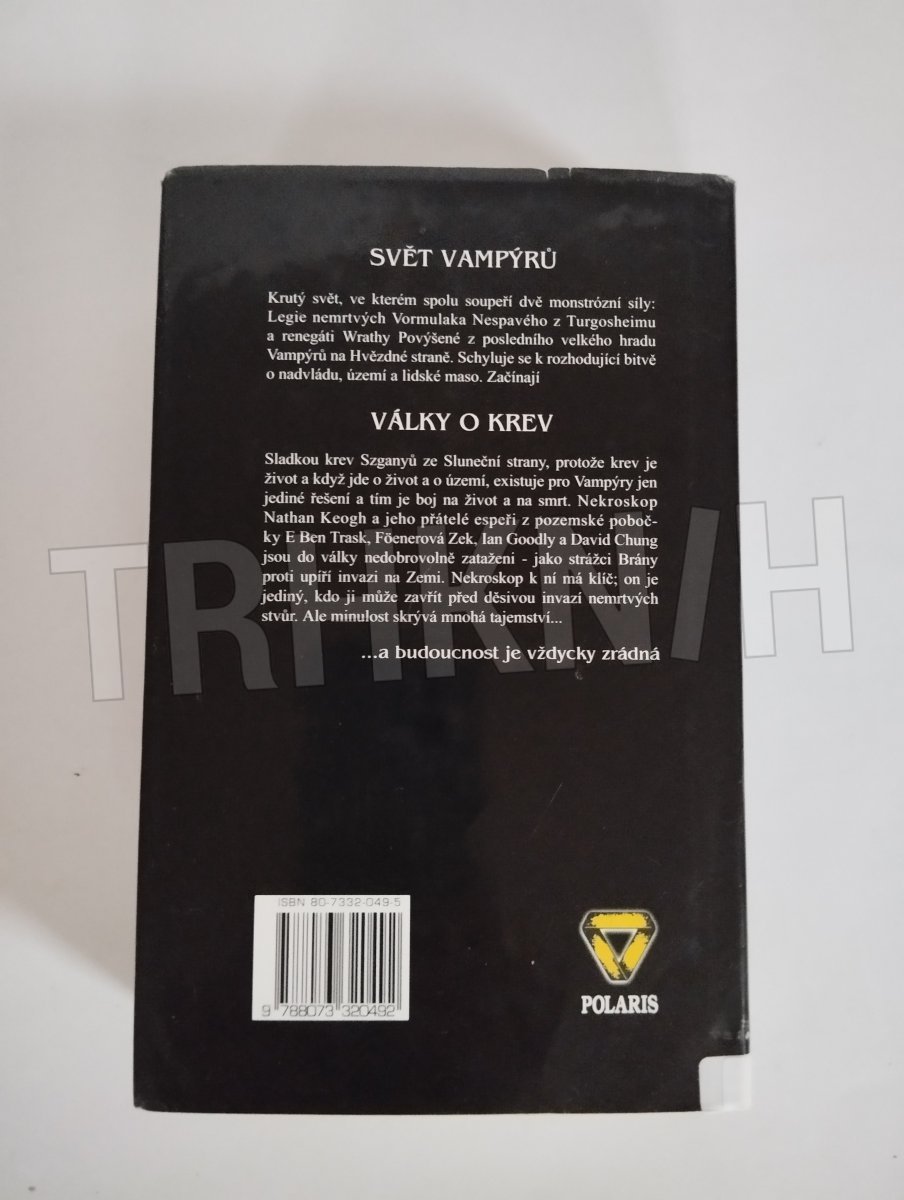 SVĚT VAMPÝRŮ
Krutý svět, ve kterém spolu soupeří dvě monstrózní síly:
Legie nemrtvých Vormulaka Nespavého z Turgosheimu
a renegáti Wrathy Povýšené z posledního velkého hradu
Vampýrů na Hvězdné straně. Schyluje se k rozhodující bitvě
o nadvládu, území a lidské maso. Začínají
VÁLKY O KREV
Sladkou krev Szganyů ze Sluneční strany, protože krev je
život a když jde o život a o území, existuje pro Vampýry jen
jediné řešení a tím je boj na život a na smrt. Nekroskop
Nathan Keogh a jeho přátelé espeři z pozemské poboč-
ky E Ben Trask, Föenerová Zek, Ian Goodly a David Chung
jsou do války nedobrovolně zatažení - jako strážci Brány
proti upíří invazi na Zemi. Nekroskop k ní má klíč; on je
jediný, kdo ji může zavřít před děsivou invazí nemrtvých
stvůr. Ale minulost skrývá mnohá tajemství...
...a budoucnost je vždycky zrádná
TRHKNIH
ISBN 80-7332-049-5
9 788073 320492
POLARIS